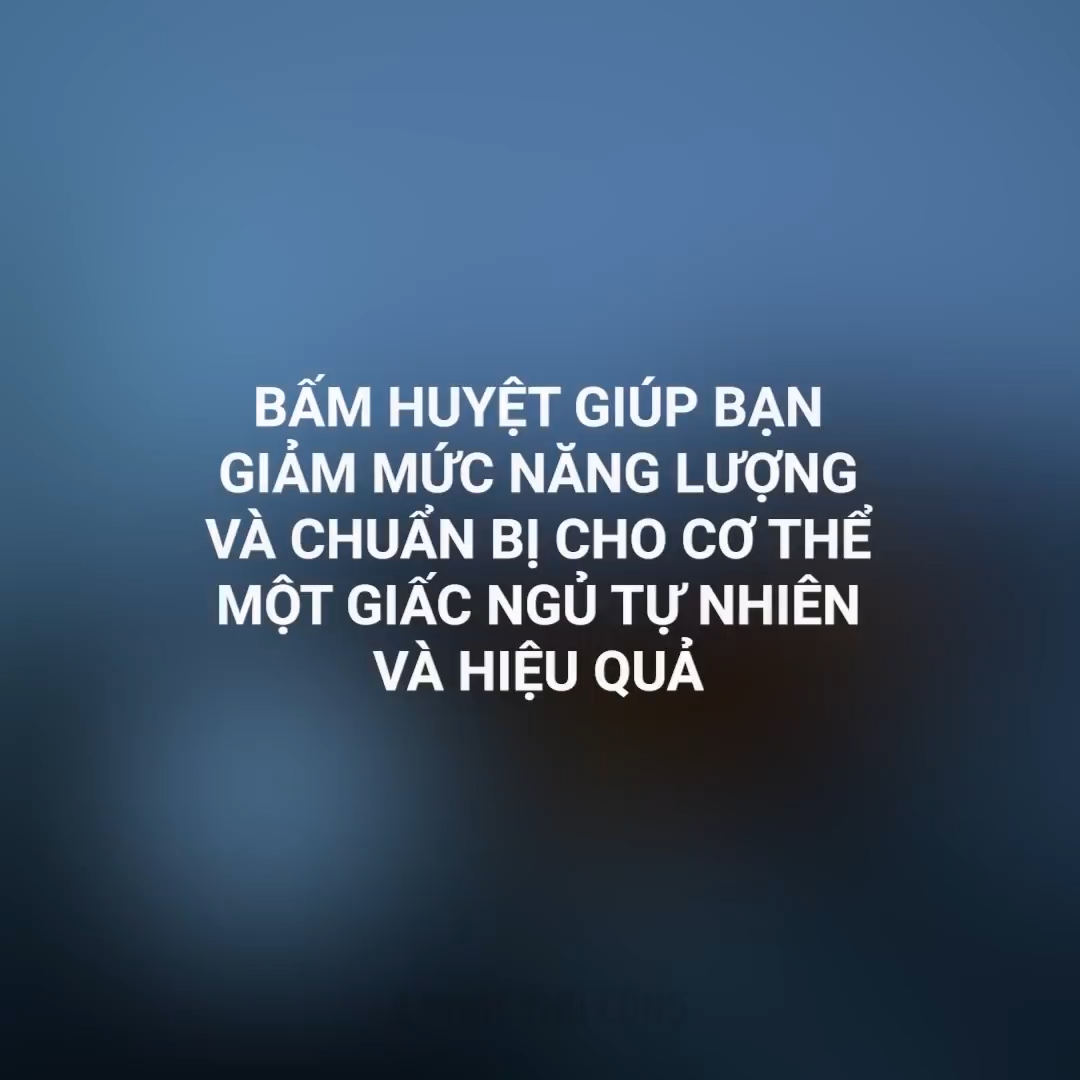 BẤM HUYỆT GIÚP BẠN
GIẢM MỨC NĂNG LƯỢNG
VÀ CHUẨN BỊ CHO CƠ THỂ
MỘT GIẤC NGỦ TỰ NHIÊN
VÀ HIỆU QUẢ